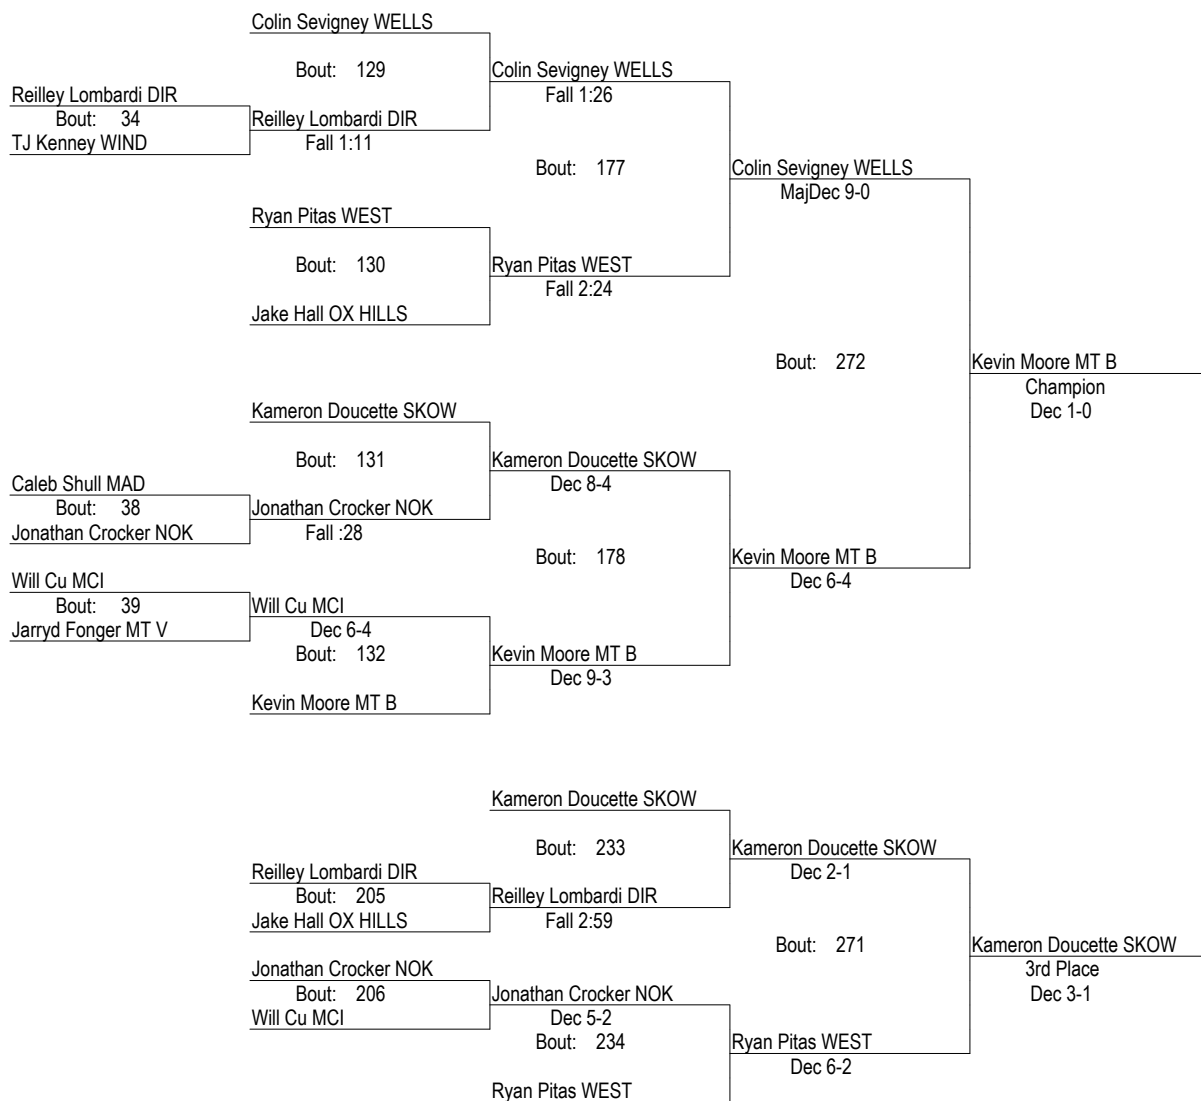 Colin Sevigney WELLS
Bout: 129
Colin Sevigney WELLS
Fall 1:26
Reilley Lombardi DIR
Bout: 34
TJ Kenney WIND
Reilley Lombardi DIR
Fall 1:11
Bout: 177
Colin Sevigney WELLS
MajDec 9-0
Ryan Pitas WEST
Bout: 130
Ryan Pitas WEST
Fall 2:24
Jake Hall OX HILLS
Bout: 272
Kevin Moore MT B
Champion
Dec 1-0
Kameron Doucette SKOW
Bout: 131
Kameron Doucette SKOW
Dec 8-4
Caleb Shull MAD
Bout: 38
Jonathan Crocker NOK
Jonathan Crocker NOK
Fall :28
Bout: 178
Kevin Moore MT B
Dec 6-4
Will Cu MCI
Bout: 39
Jarryd Fonger MT V
Will Cu MCI
Dec 6-4
Bout: 132
Kevin Moore MT B
Dec 9-3
Kevin Moore MT B
Kameron Doucette SKOW
Bout: 233
Kameron Doucette SKOW
Dec 2-1
Reilley Lombardi DIR
Bout: 205
Jake Hall OX HILLS
Reilley Lombardi DIR
Fall 2:59
Bout: 271
Kameron Doucette SKOW
3rd Place
Dec 3-1
Jonathan Crocker NOK
Bout: 206
Will Cu MCI
Jonathan Crocker NOK
Dec 5-2
Bout: 234
Ryan Pitas WEST
Dec 6-2
Ryan Pitas WEST